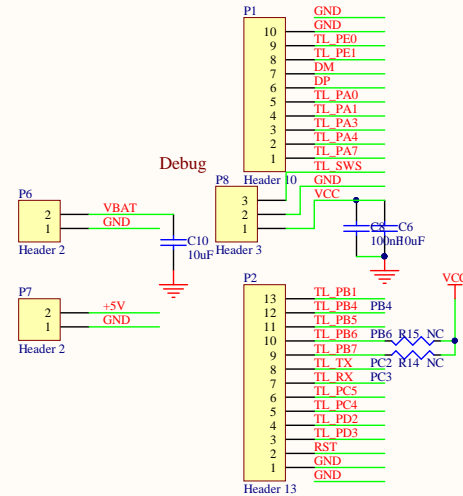 P1
GND
10 GND
9 TL_PE0
8 TL_PE1
7 DM
6 DP
5 TL_PA0
4 TL_PA1
3 TL_PA3
2 TL_PA4
1 TL_PA7
Header 10
Debug
P8
TL_SWS
3 GND
2 VCC
1
Header 3
C8
100nF
C6
10uF
P6
2 VBAT
1 GND
Header 2
C10
10uF
P7
2 +5V
1 GND
Header 2
P2
VCC
13 TL_PB1
12 TL_PB4 PB4
11 TL_PB5
10 TL_PB6 PB6 R15 NC
9 TL_PB7
8 TL_TX PC2 R14 NC
7 TL_RX PC3
6 TL_PC5
5 TL_PC4
4 TL_PD2
3 TL_PD3
2 RST
1 GND
GND
Header 13